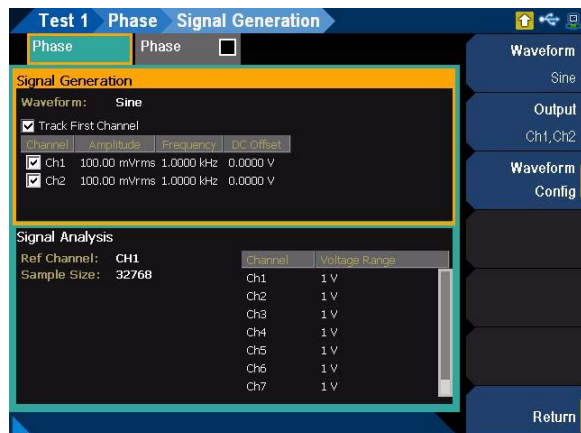 Test 1 Phase Signal Generation
Phase Phase
Signal Generation
Waveform: Sine
Track First Channel
Channel Amplitude Frequency DC Offset
Ch1 100.00 mVrms 1.0000 kHz 0.0000 V
Ch2 100.00 mVrms 1.0000 kHz 0.0000 V
Signal Analysis
Ref Channel: CH1
Sample Size: 32768
Channel Voltage Range
Ch1 1 V
Ch2 1 V
Ch3 1 V
Ch4 1 V
Ch5 1 V
Ch6 1 V
Ch7 1 V
Waveform
Sine
Output
Ch1,Ch2
Waveform
Config
Return